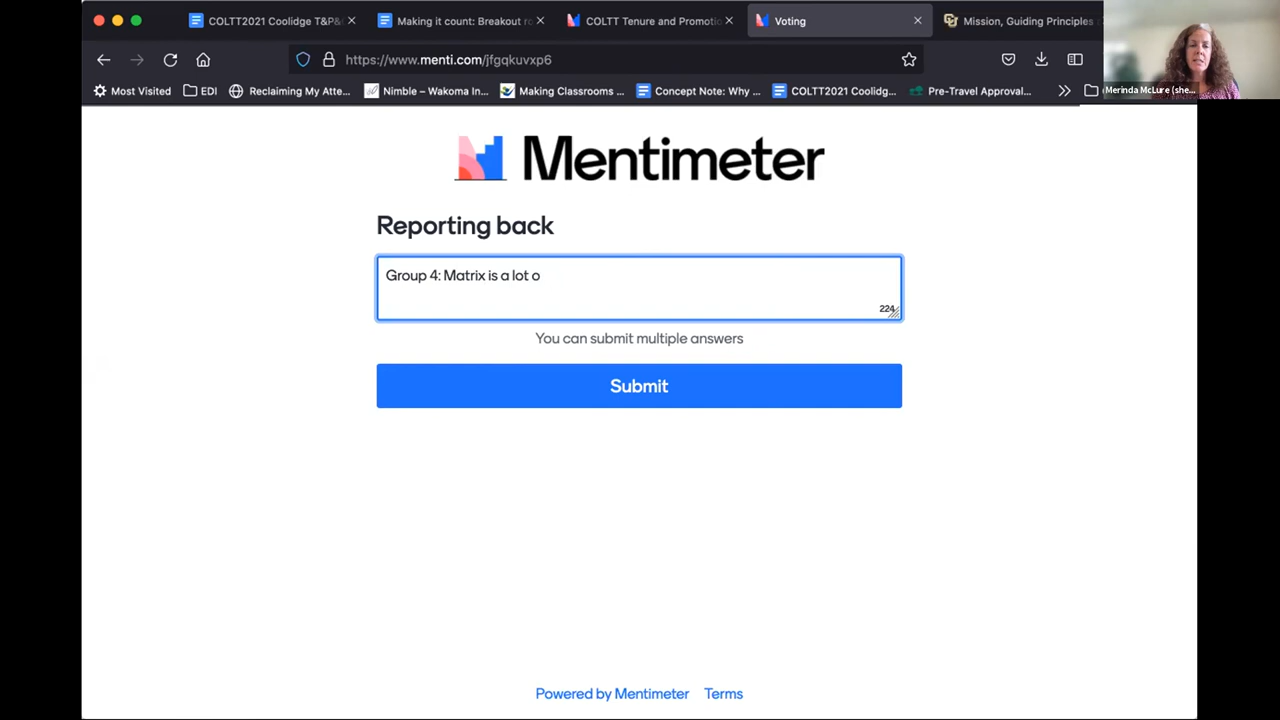 COLTT2021 Coolidge T&P&
Making it count: Breakout ro
COLTT Tenure and Promotio
Voting
Mission, Guiding Principles
https://www.menti.com/jfgqkuvxp6
Most Visited
EDI
Reclaiming My Atte...
Nimble – Wakoma In...
Making Classrooms ...
Concept Note: Why ...
COLTT2021 Coolidg...
Pre-Travel Approval...
Merinda McLure (she...
Mentimeter
Reporting back
Group 4: Matrix is a lot o
224
You can submit multiple answers
Submit
Powered by Mentimeter
Terms